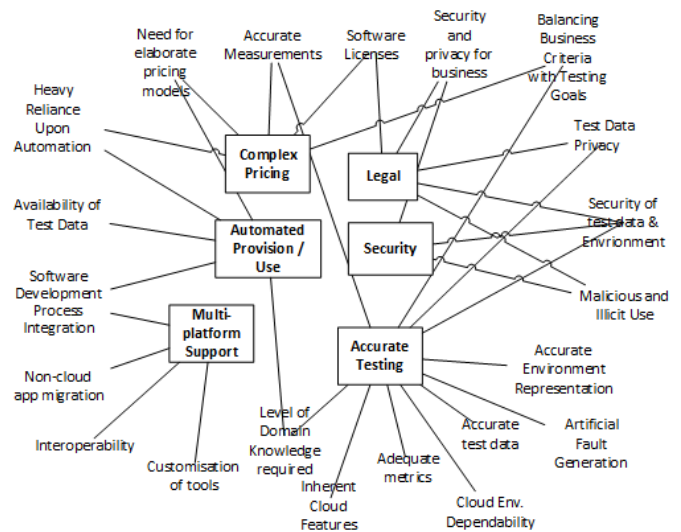 Need for
elaborate
pricing
models
Accurate
Measurements
Software
Licenses
Security
and
privacy for
business
Balancing
Business
Criteria
with Testing
Goals
Heavy
Reliance
Upon
Automation
Complex
Pricing
Legal
Test Data
Privacy
Availability of
Test Data
Automated
Provision /
Use
Security
Security of
test data &
Envrionment
Software
Development
Process
Integration
Multi-
platform
Support
Accurate
Testing
Malicious and
Illicit Use
Non-cloud
app migration
Accurate
Environment
Representation
Interoperability
Customisation
of tools
Level of
Domain
Knowledge
required
Inherent
Cloud
Features
Adequate
metrics
Accurate
test data
Artificial
Fault
Generation
Cloud Env.
Dependability